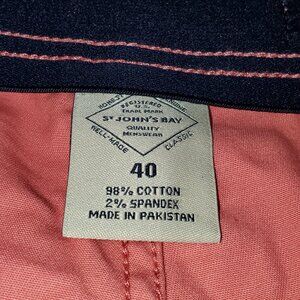 REGISTERED
U.S.
TRADE MARK
ST JOHN'S BAY
QUALITY
MENSWEAR
WELL-MADE
CLASSIC
40
98% COTTON
2% SPANDEX
MADE IN PAKISTAN